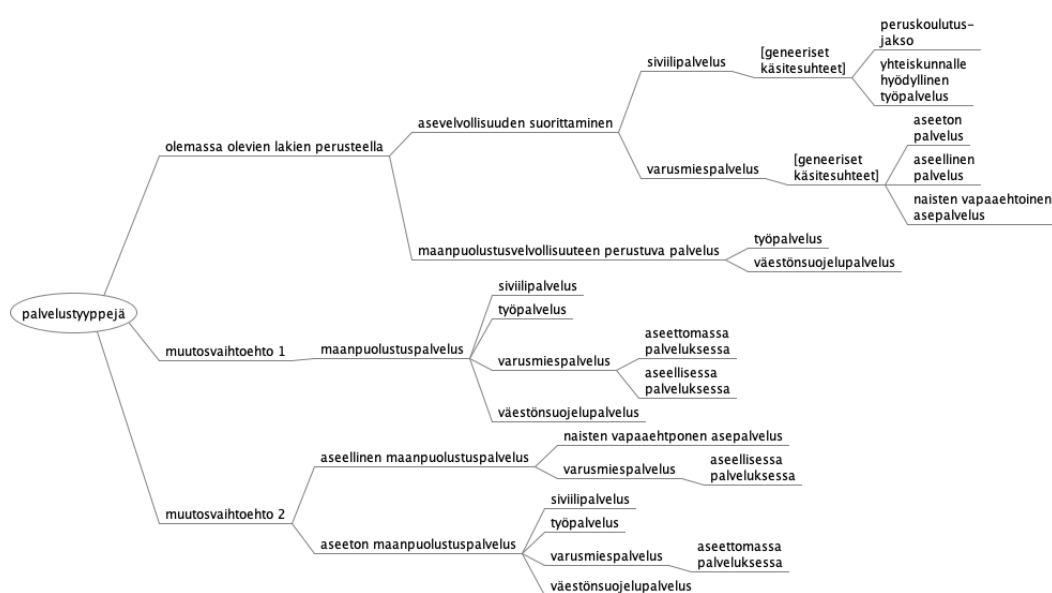 palvelustyyppejä
olemassa olevien lakien perusteella
asevelvollisuuden suorittaminen
siviilipalvelus
[geneeriset
käsitesuhteet]
peruskoulutus-
jakso
yhteiskunnalle
hyödyllinen
työpalvelus
varusmiespalvelus
[geneeriset
käsitesuhteet]
aseeton
palvelus
aseellinen
palvelus
naisten vapaaehtoinen
asepalvelus
maanpuolustusvelvollisuuteen perustuva palvelus
työpalvelus
väestönsuojelupalvelus
muutosvaihtoehto 1
maanpuolustuspalvelus
siviilipalvelus
työpalvelus
varusmiespalvelus
aseettomassa
palveluksessa
aseellisessa
palveluksessa
väestönsuojelupalvelus
muutosvaihtoehto 2
aseellinen maanpuolustuspalvelus
naisten vapaaehtponen asepalvelus
varusmiespalvelus
aseellisessa
palveluksessa
aseeton maanpuolustuspalvelus
siviilipalvelus
työpalvelus
varusmiespalvelus
aseettomassa
palveluksessa
väestönsuojelupalvelus